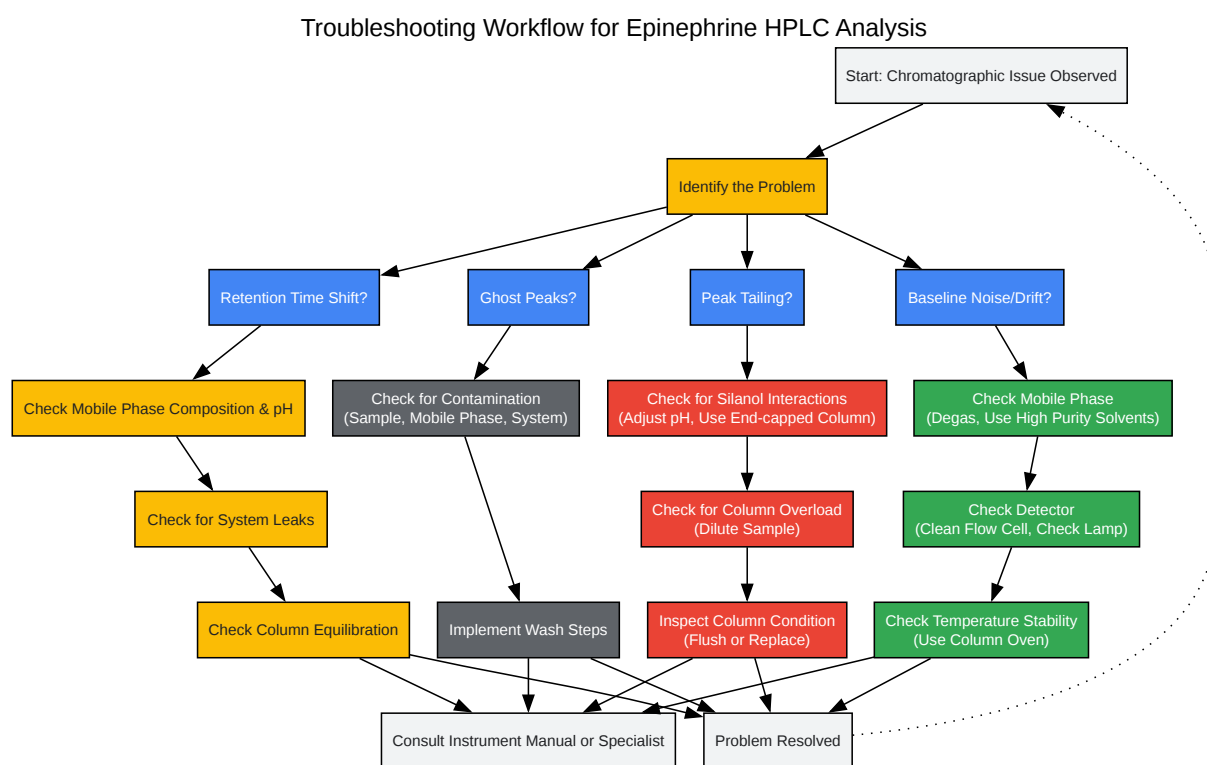 Troubleshooting Workflow for Epinephrine HPLC Analysis
Start: Chromatographic Issue Observed
Identify the Problem
Retention Time Shift?
Ghost Peaks?
Peak Tailing?
Baseline Noise/Drift?
Check Mobile Phase Composition & pH
Check for Contamination
(Sample, Mobile Phase, System)
Check for Silanol Interactions
(Adjust pH, Use End-capped Column)
Check Mobile Phase
(Degas, Use High Purity Solvents)
Check for System Leaks
Check for Column Overload
(Dilute Sample)
Check Detector
(Clean Flow Cell, Check Lamp)
Check Column Equilibration
Implement Wash Steps
Inspect Column Condition
(Flush or Replace)
Check Temperature Stability
(Use Column Oven)
Consult Instrument Manual or Specialist
Problem Resolved